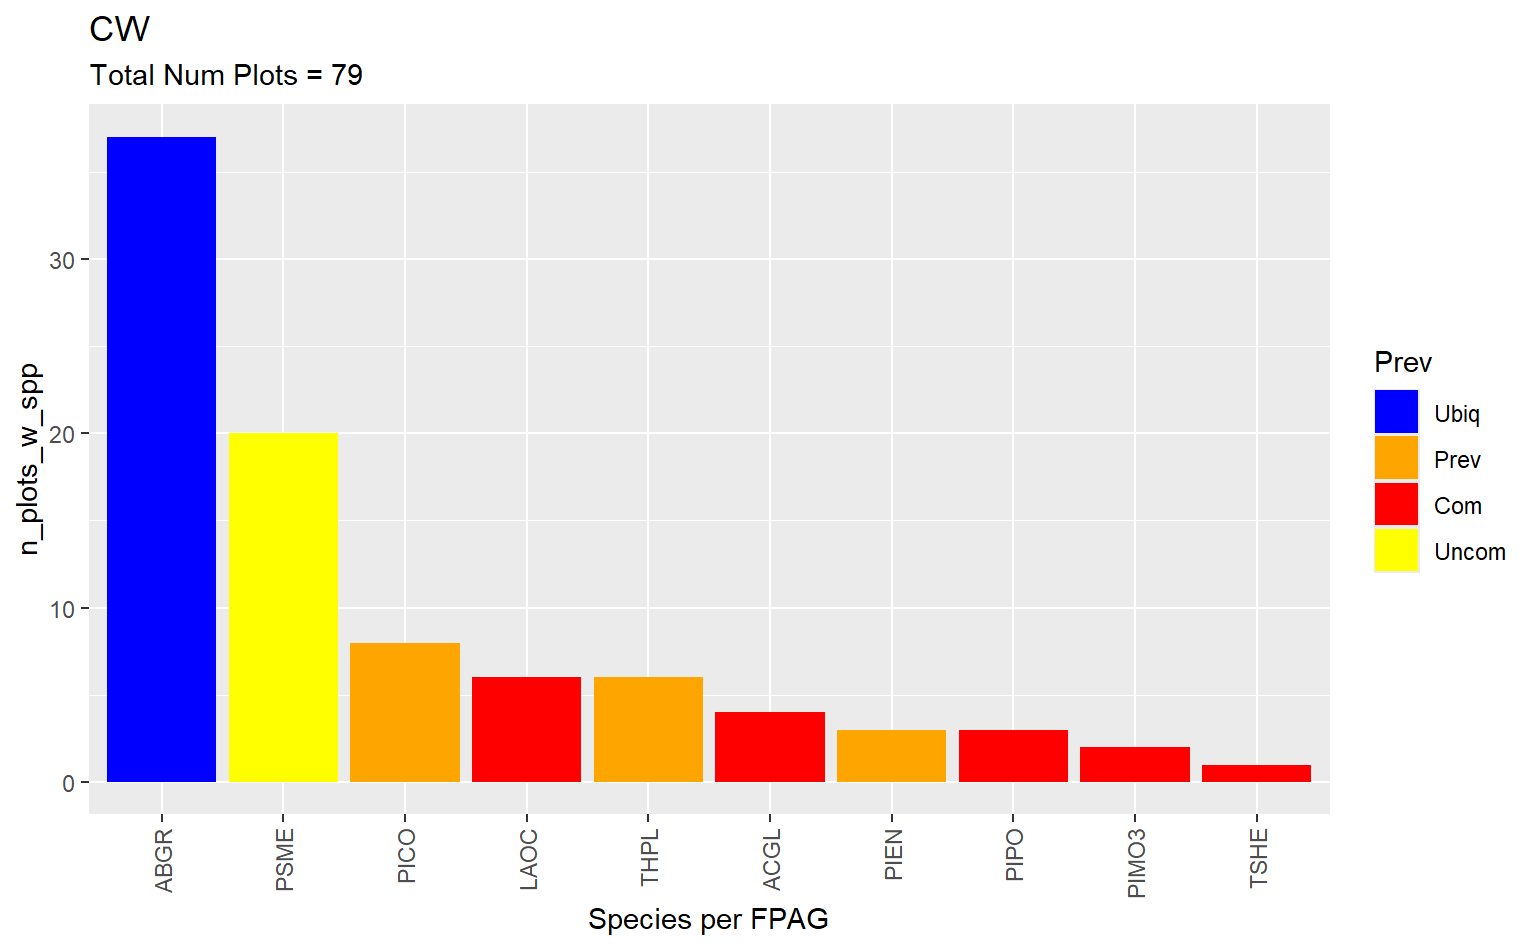 CW
Total Num Plots = 79
n_plots_w_spp
30
20
10
0
ABGR
PSME
PICO
LAOC
THPL
ACGL
PIEN
PIPO
PIMO3
TSHE
Species per FPAG
Prev
Ubiq
Prev
Com
Uncom